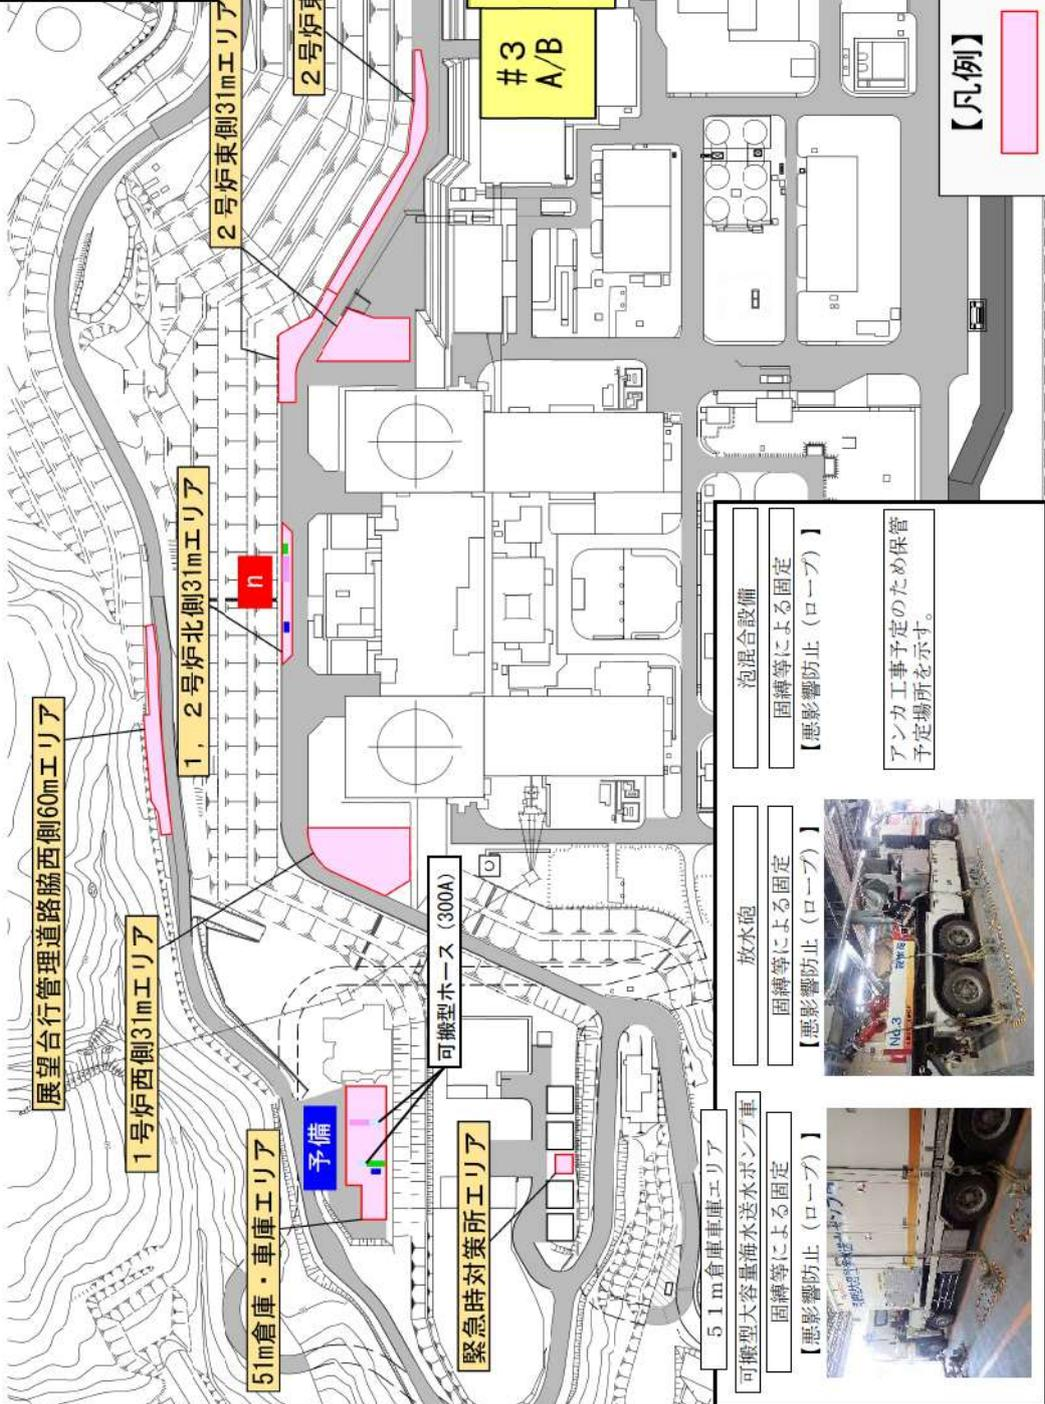 展望台行管理道路脇西側60mエリア
1号炉西側31mエリア
1,2号炉北側31mエリア
2号炉東側31mエリア
2号炉東
#3
A/B
n
51m倉庫・車庫エリア
予備
可搬型ホース(300A)
緊急時対策所エリア
【凡例】
51m倉庫車庫エリア
可搬型大容量海水送水ポンプ車
固縛等による固定
【悪影響防止(ロープ)】
放水砲
固縛等による固定
【悪影響防止(ロープ)】
No.3
泡混合設備
固縛等による固定
【悪影響防止(ロープ)】
アンカ工事予定のため保管
予定場所を示す。